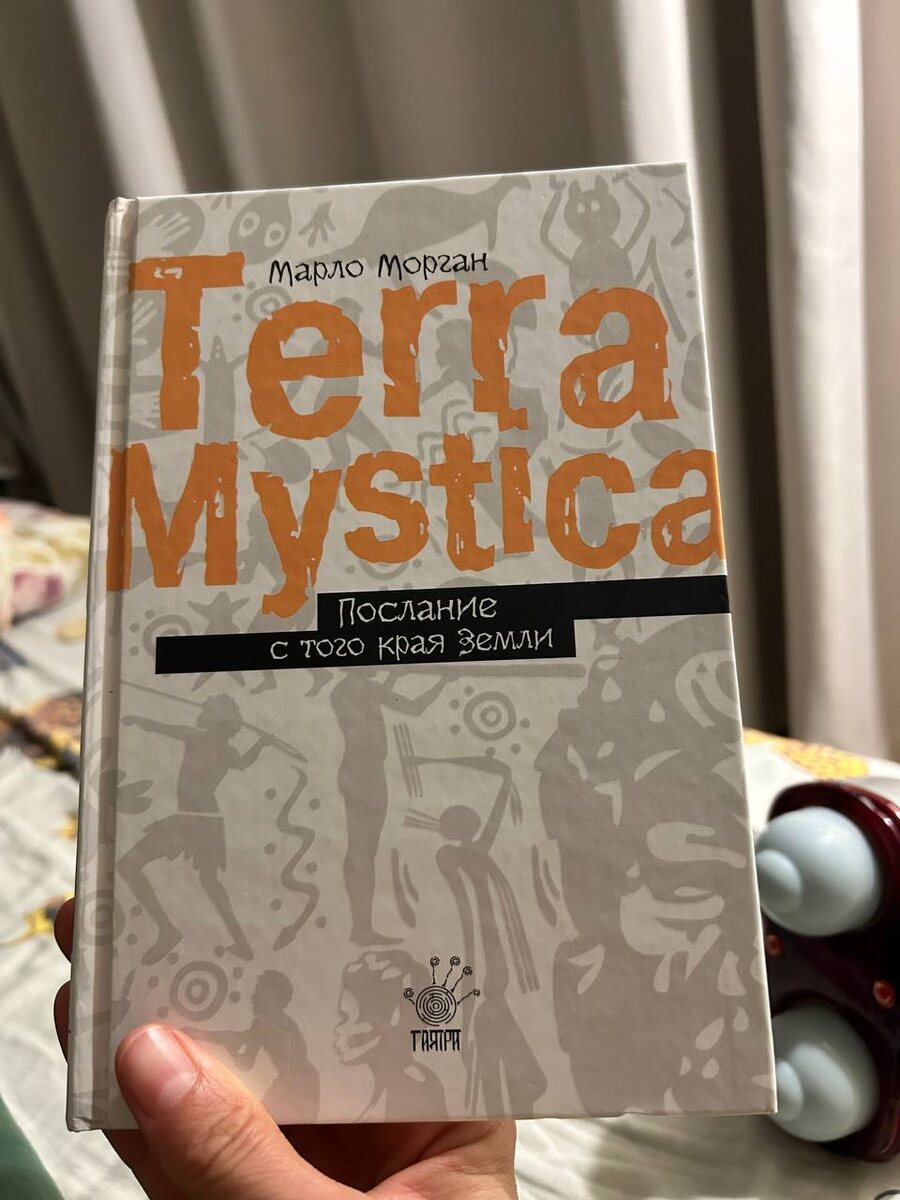 Марло Морган
Terra
Mystica
Послание
с того края Земли
ГАЯТРИ